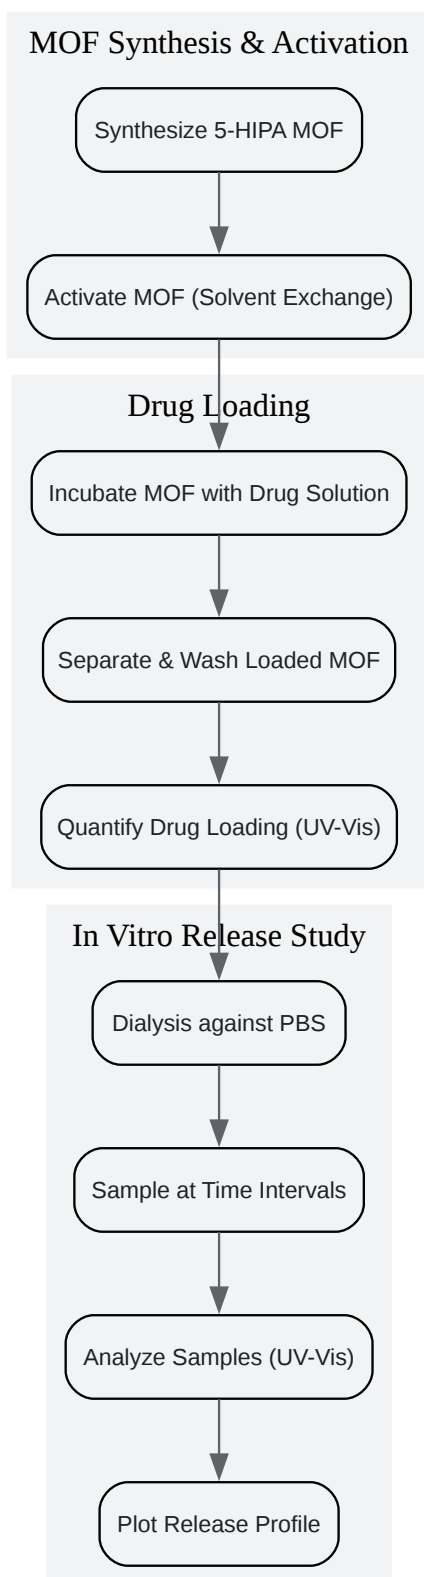 MOF Synthesis & Activation
Synthesize 5-HIPA MOF
Activate MOF (Solvent Exchange)
Drug Loading
Incubate MOF with Drug Solution
Separate & Wash Loaded MOF
Quantify Drug Loading (UV-Vis)
In Vitro Release Study
Dialysis against PBS
Sample at Time Intervals
Analyze Samples (UV-Vis)
Plot Release Profile